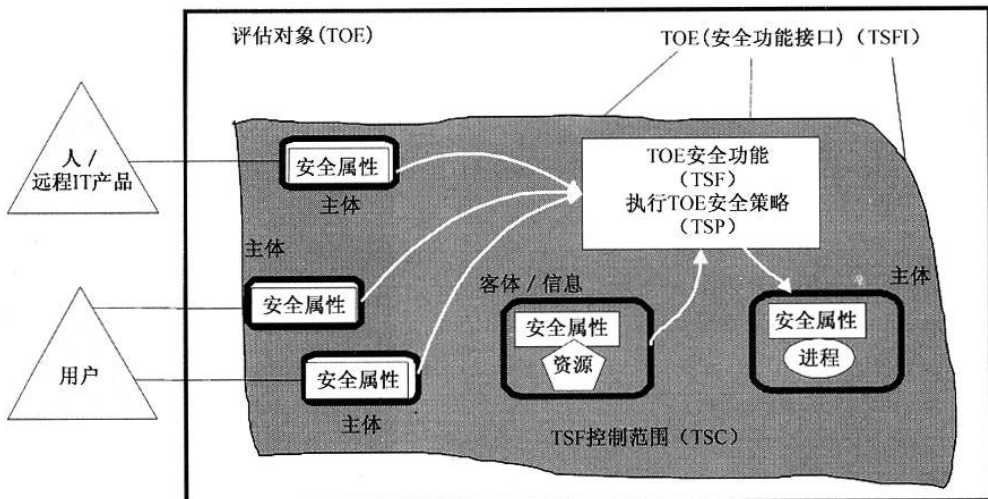 评估对象(TOE)
TOE(安全功能接口)(TSFI)
人/
远程IT产品
安全属性
主体
TOE安全功能
(TSF)
执行TOE安全策略
(TSP)
主体
安全属性
客体/信息
安全属性
资源
主体
安全属性
进程
用户
安全属性
主体
TSF控制范围(TSC)